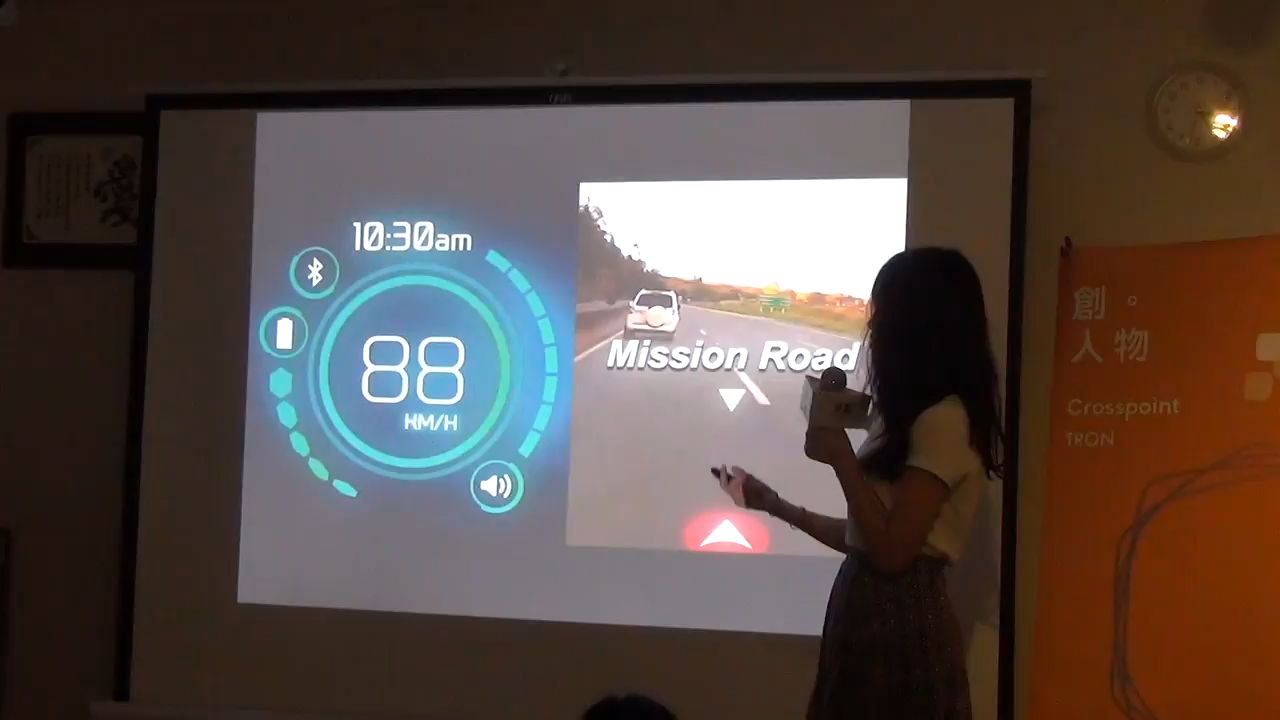 10:30am
88
KM/H
Mission Road
創。
人物
Crosspoint
TRON